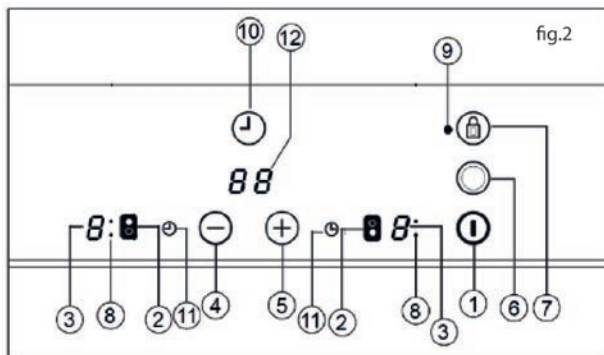 ⑩ ⑫ fig.2
⑨
88
8: 8:
③ ⑧ ② ⑪ ④ ⑤ ⑪ ② ⑧ ③ ① ⑥ ⑦